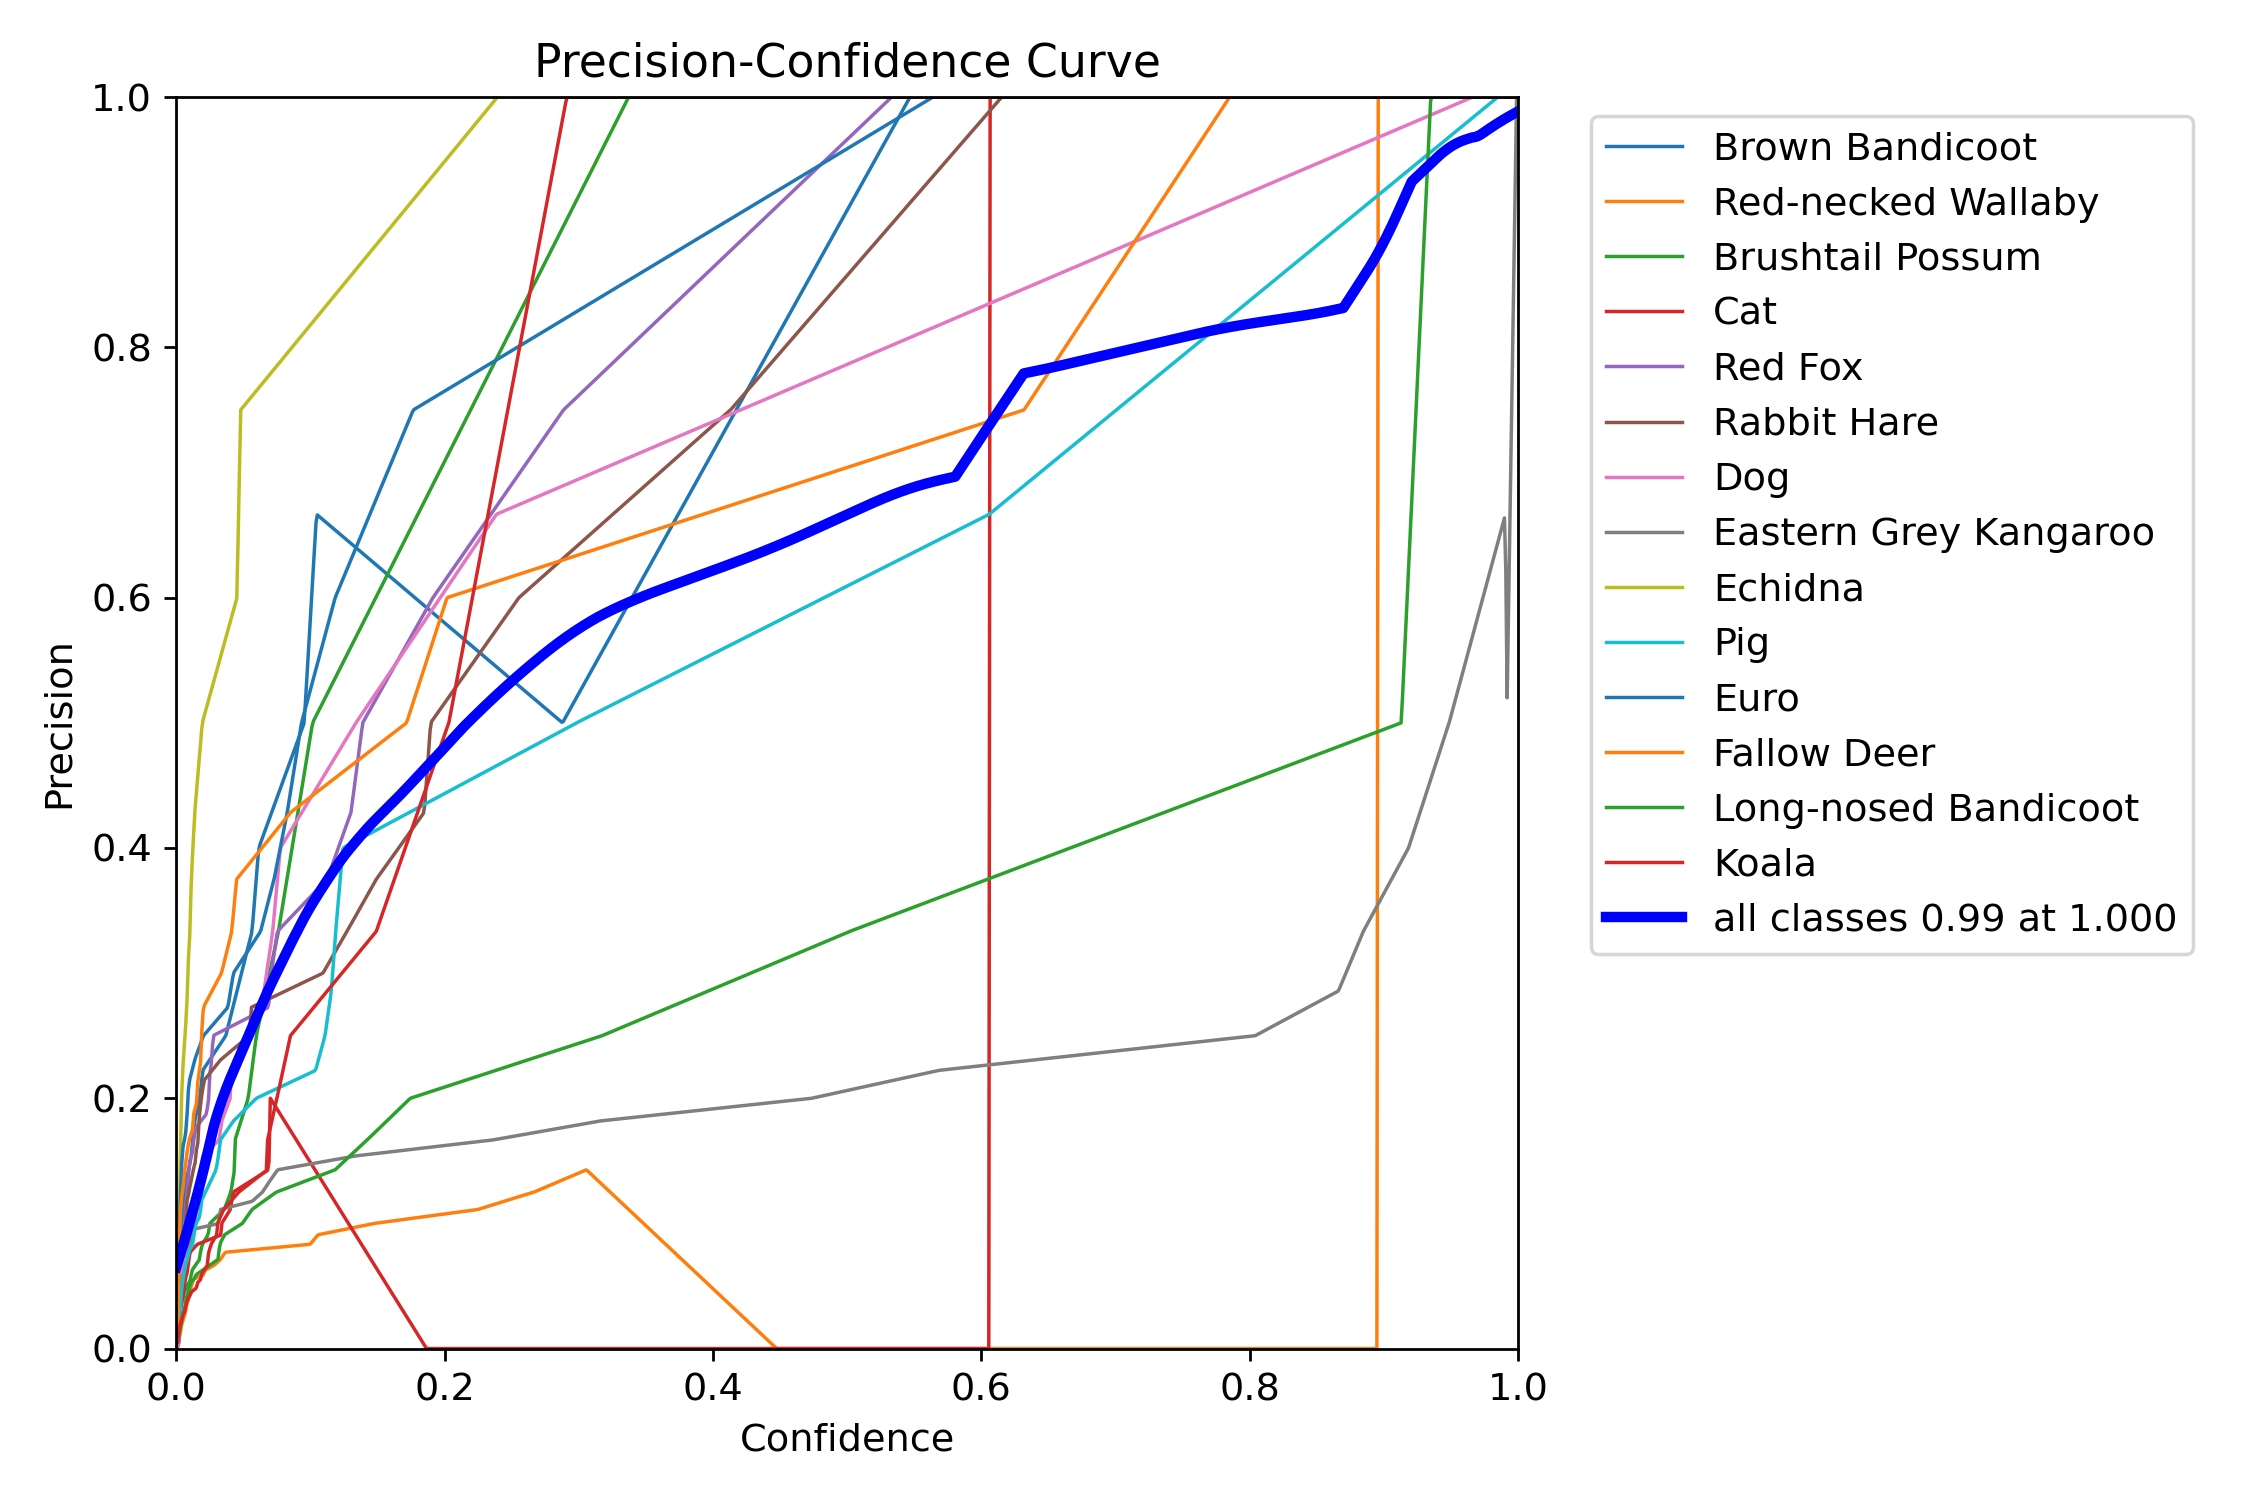 Precision-Confidence Curve
1.0
0.8
0.6
0.4
0.2
0.0
Precision
0.0 0.2 0.4 0.6 0.8 1.0
Confidence
Brown Bandicoot
Red-necked Wallaby
Brushtail Possum
Cat
Red Fox
Rabbit Hare
Dog
Eastern Grey Kangaroo
Echidna
Pig
Euro
Fallow Deer
Long-nosed Bandicoot
Koala
all classes 0.99 at 1.000